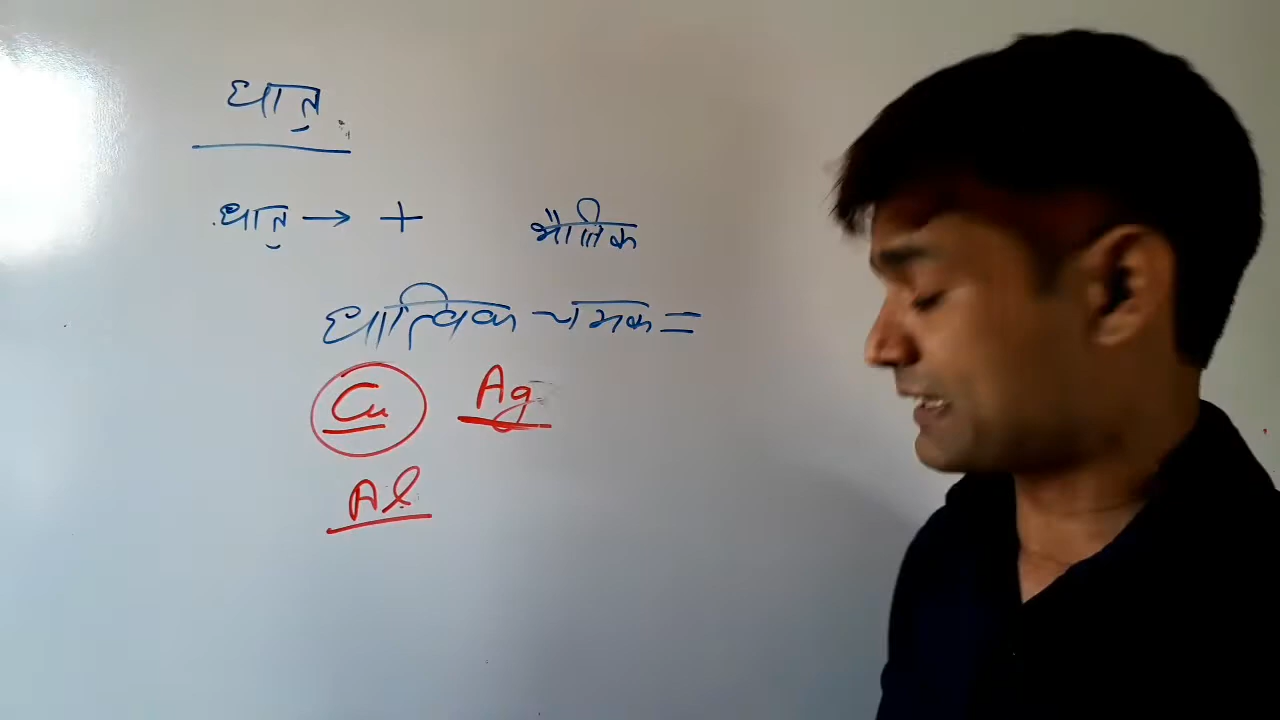 धातु
धातु → + भौतिक
धात्विक चमक =
Cu Ag
Al